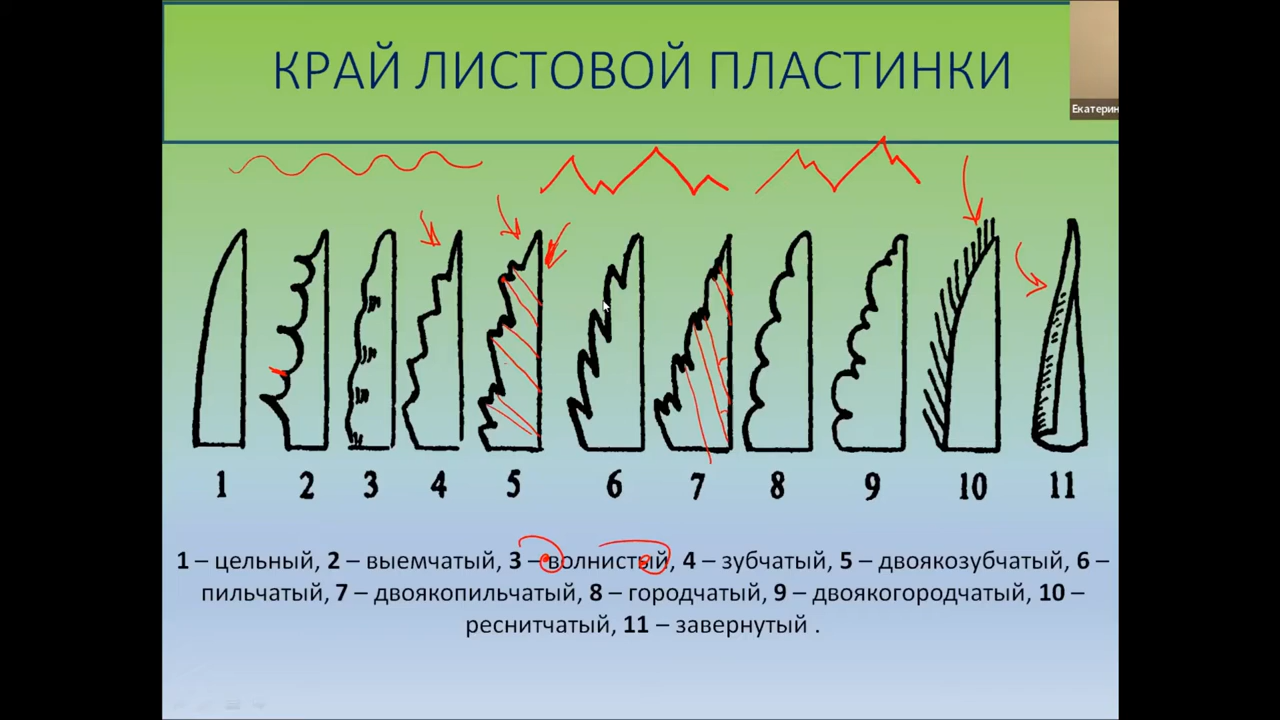 КРАЙ ЛИСТОВОЙ ПЛАСТИНКИ
Екатерин
1 2 3 4 5 6 7 8 9 10 11
1 – цельный, 2 – выемчатый, 3 – волнистый, 4 – зубчатый, 5 – двоякозубчатый, 6 –
пильчатый, 7 – двоякопильчатый, 8 – городчатый, 9 – двоякогородчатый, 10 –
реснитчатый, 11 – завернутый .